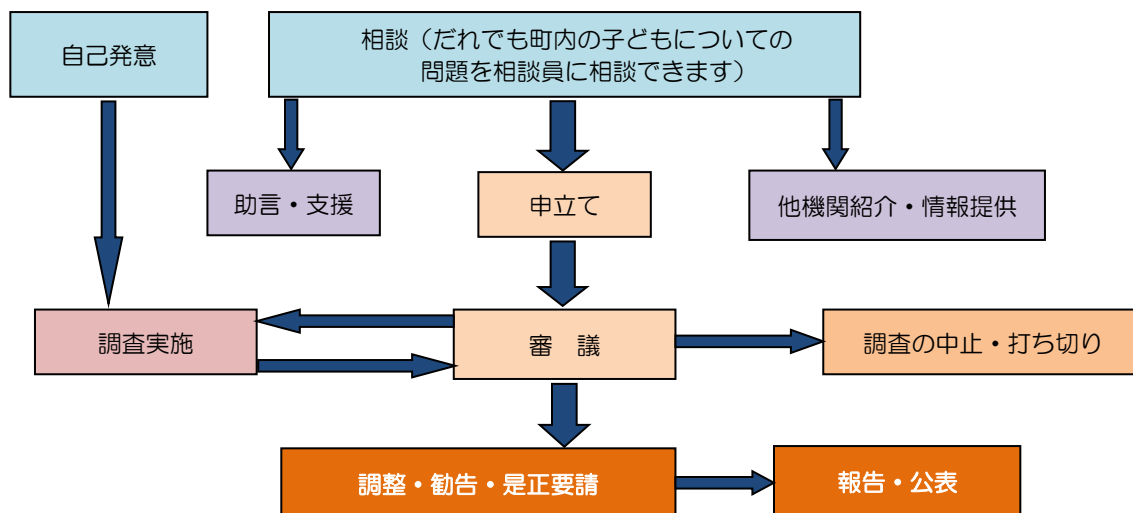 自己発意
相談（だれでも町内の子どもについての
問題を相談員に相談できます）
助言・支援
申立て
他機関紹介・情報提供
調査実施
審　議
調査の中止・打ち切り
調整・勧告・是正要請
報告・公表